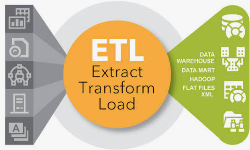 ETL
Extract
Transform
Load
DATA
WAREHOUSE
DATA MART
HADOOP
FLAT FILES
XML